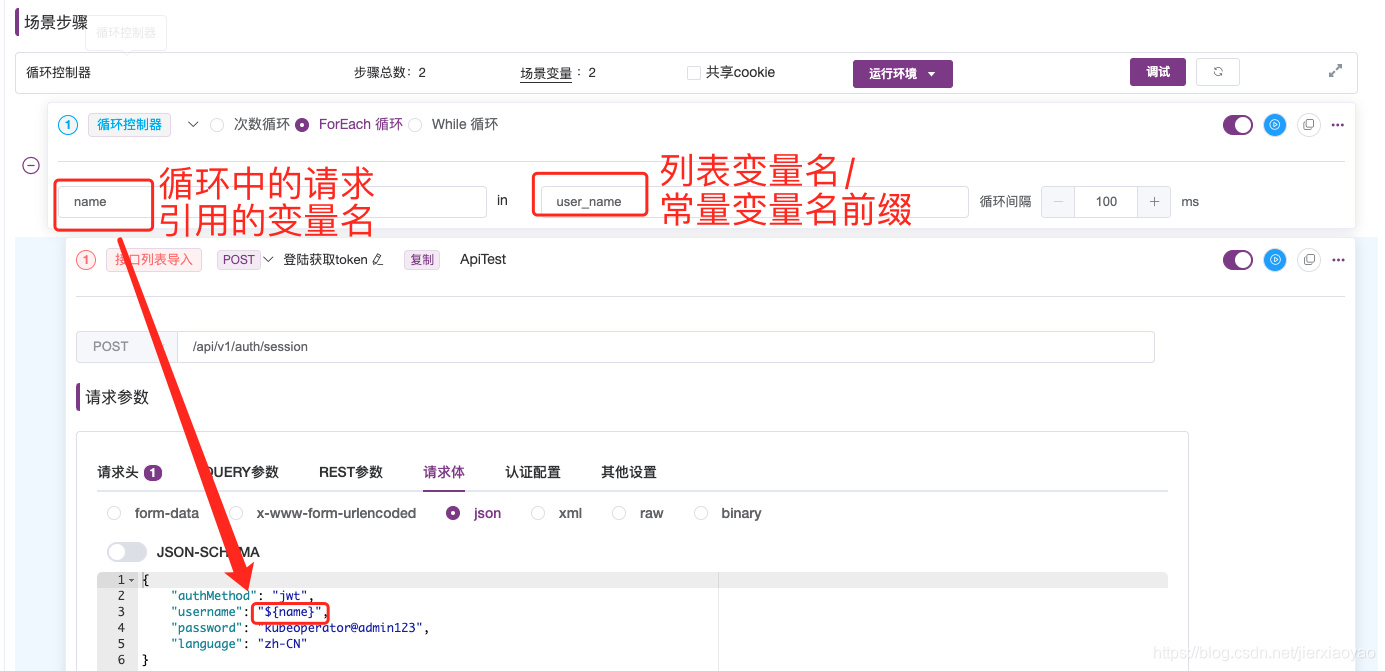 场景步骤
循环控制器
循环控制器 步骤总数：2 场景变量：2 共享cookie 运行环境 调试
1 循环控制器 次数循环 ForEach 循环 While 循环
循环中的请求
引用的变量名
列表变量名/
常量变量名前缀
name in user_name 循环间隔 100 ms
1 接口列表导入 POST 登陆获取token 复制 ApiTest
POST /api/v1/auth/session
请求参数
请求头 1 QUERY参数 REST参数 请求体 认证配置 其他设置
form-data x-www-form-urlencoded json xml raw binary
JSON-SCHEMA
1 {
2 "authMethod": "jwt",
3 "username": "${name}",
4 "password": "kubeoperator@admin123",
5 "language": "zh-CN"
6 }
https://blog.csdn.net/jierxiaoyao